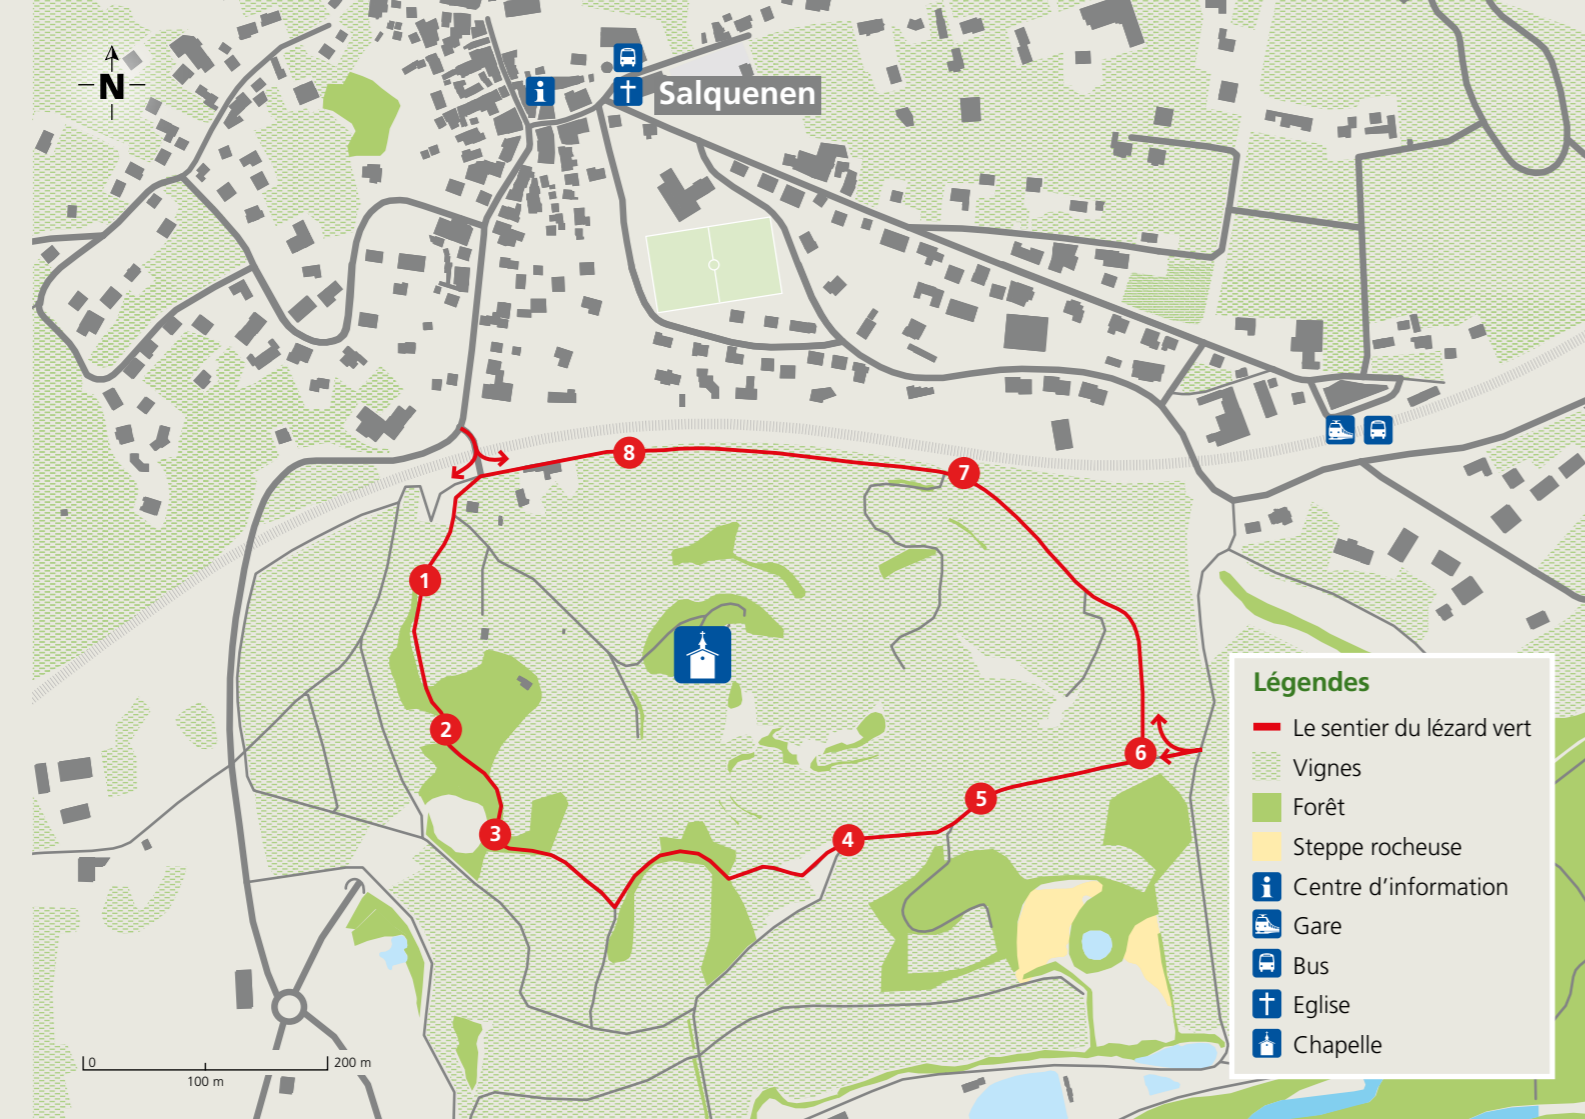 N
i
Salquenen
8
7
1
2
6
5
3
4
Légendes
Le sentier du lézard vert
Vignes
Forêt
Steppe rocheuse
i Centre d’information
Gare
Bus
Eglise
Chapelle
0
200 m
100 m